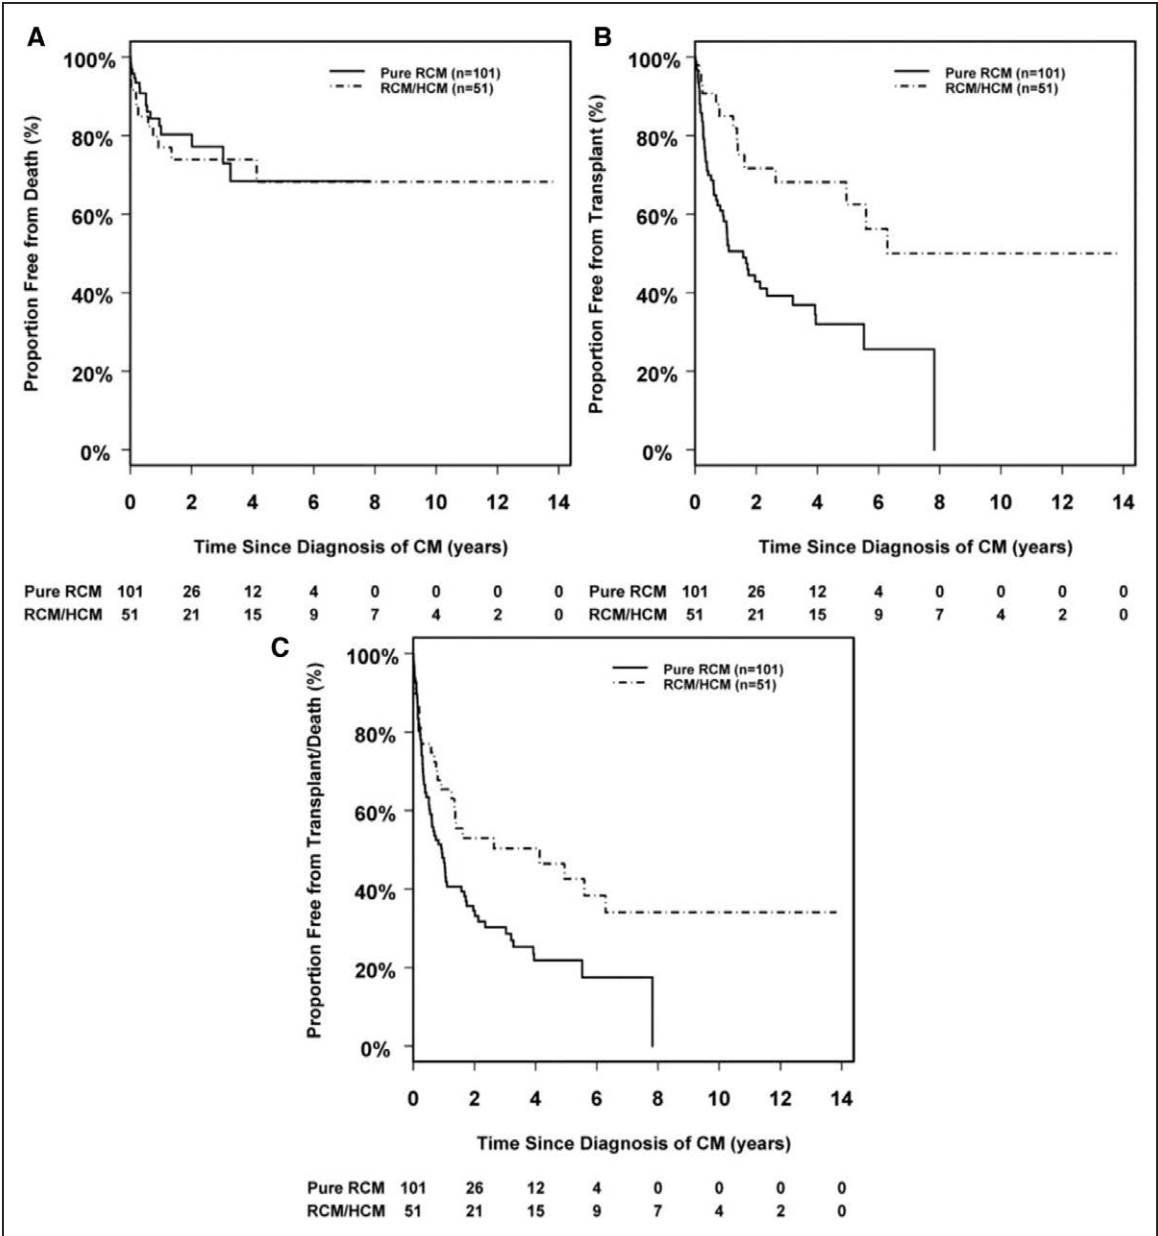 A
Proportion Free from Death (%)
100%
80%
60%
40%
20%
0%
Pure RCM (n=101)
RCM/HCM (n=51)
0 2 4 6 8 10 12 14
Time Since Diagnosis of CM (years)
Pure RCM 101 26 12 4 0 0 0 0
RCM/HCM 51 21 15 9 7 4 2 0
B
Proportion Free from Transplant (%)
100%
80%
60%
40%
20%
0%
Pure RCM (n=101)
RCM/HCM (n=51)
0 2 4 6 8 10 12 14
Time Since Diagnosis of CM (years)
Pure RCM 101 26 12 4 0 0 0 0
RCM/HCM 51 21 15 9 7 4 2 0
C
Proportion Free from Transplant/Death (%)
100%
80%
60%
40%
20%
0%
Pure RCM (n=101)
RCM/HCM (n=51)
0 2 4 6 8 10 12 14
Time Since Diagnosis of CM (years)
Pure RCM 101 26 12 4 0 0 0 0
RCM/HCM 51 21 15 9 7 4 2 0